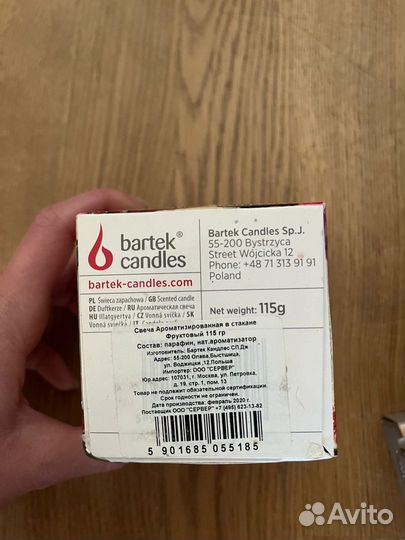 bartek®
candles
bartek-candles.com
Bartek Candles Sp.J.
55-200 Bystrzyca
Street Wójcicka 12
Phone: +48 71 313 91 91
Poland
PL Świeca zapachowa / GB Scented candle
DE Duftkerze / RU Ароматическая свеча
HU Illatgyertya / CZ Vonná svíčka / SK
Vonná sviečka / IT
Net weight: 115g
Свеча Ароматизированная в стакане
Фруктовый 115 гр
Состав: парафин, нат.ароматизатор
Изготовитель: Бартек Кандлес СП.Дж
Адрес: 55-200 Олава,Быстшица,
ул. Воджицки ,12,Польша
Импортер: ООО "СЕРВЕР"
Юр.адрес: 107031, г. Москва, ул. Петровка,
д. 19, стр. 1, пом. 13
Товар не подлежит обязательной сертификации.
Срок годности не ограничен.
Дата производства: февраль 2020 г.
Поставщик ООО "СЕРВЕР" +7 (495) 623-13-82
5 901685 055185
Avito